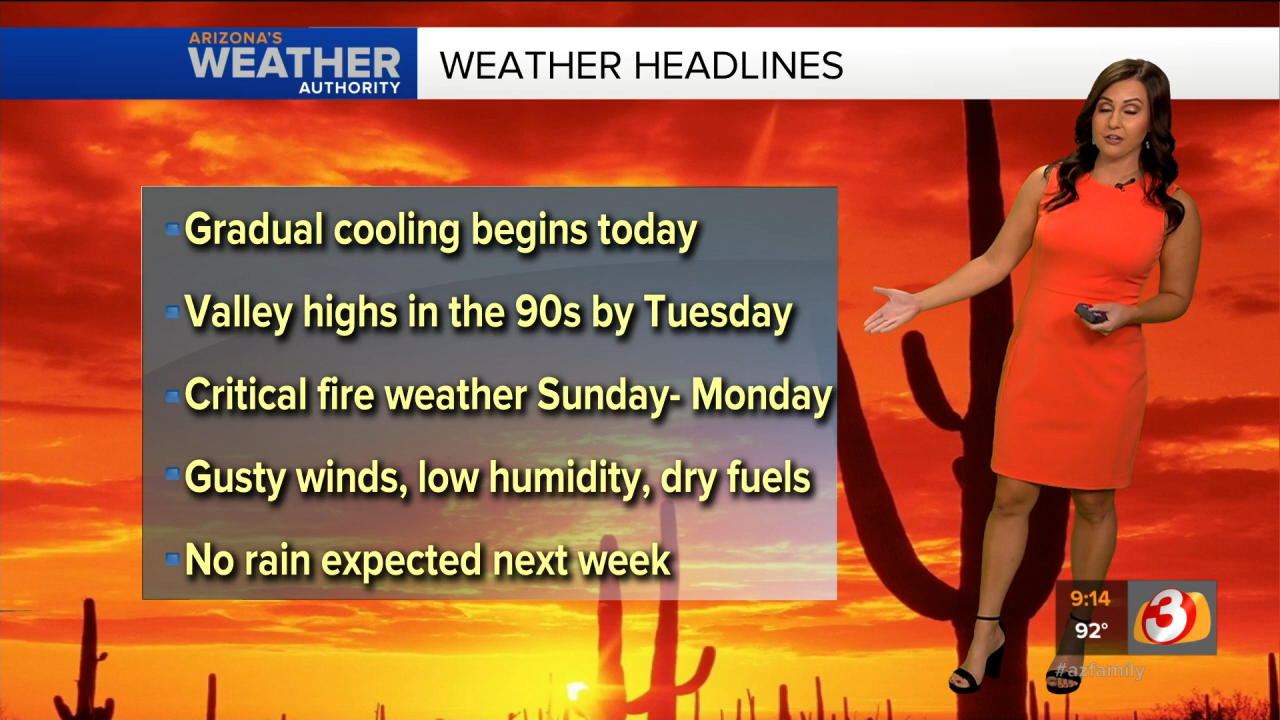 ARIZONA'S
WEATHER
AUTHORITY
WEATHER HEADLINES
Gradual cooling begins today
Valley highs in the 90s by Tuesday
Critical fire weather Sunday- Monday
Gusty winds, low humidity, dry fuels
No rain expected next week
9:14
92°
3
#azfamily